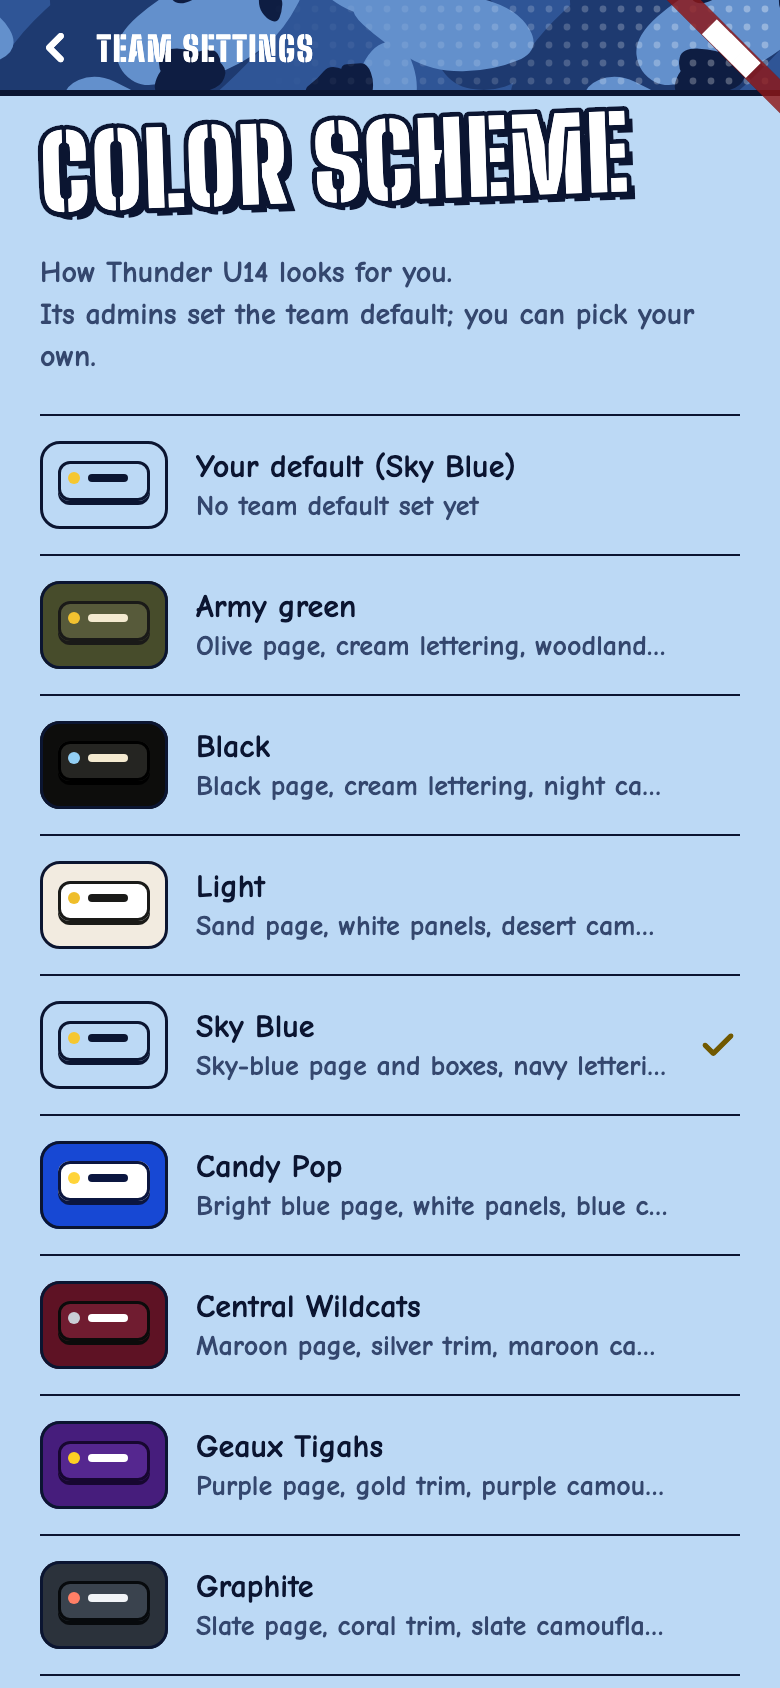 TEAM SETTINGS
COLOR SCHEME
How Thunder U14 looks for you.
Its admins set the team default; you can pick your
own.
Your default (Sky Blue)
No team default set yet
Army green
Olive page, cream lettering, woodland...
Black
Black page, cream lettering, night ca...
Light
Sand page, white panels, desert cam...
Sky Blue
Sky-blue page and boxes, navy letteri...
Candy Pop
Bright blue page, white panels, blue c...
Central Wildcats
Maroon page, silver trim, maroon ca...
Geaux Tigahs
Purple page, gold trim, purple camou...
Graphite
Slate page, coral trim, slate camoufla...